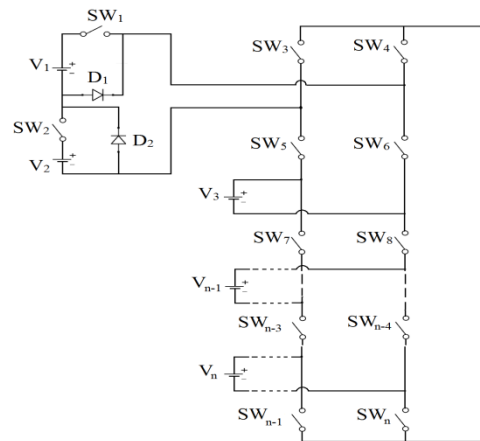 SW₁
V₁
D₁
SW₂
V₂
D₂
SW₃
SW₄
SW₅
SW₆
V₃
SW₇
SW₈
Vₙ₋₁
SWₙ₋₃
SWₙ₋₄
Vₙ
SWₙ₋₁
SWₙ